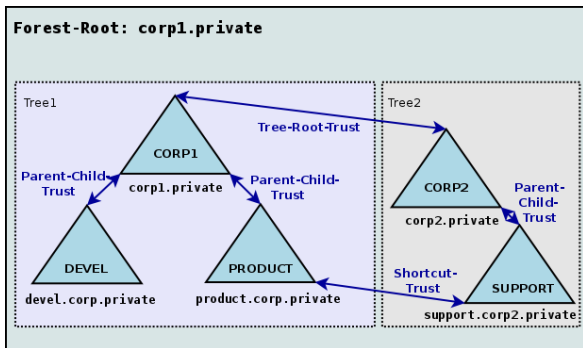 Forest-Root: corp1.private
Tree1
Tree2
Tree-Root-Trust
CORP1
corp1.private
Parent-Child-
Trust
Parent-Child-
Trust
CORP2
corp2.private
Parent-
Child-
Trust
DEVEL
devel.corp.private
PRODUCT
product.corp.private
Shortcut-
Trust
SUPPORT
support.corp2.private